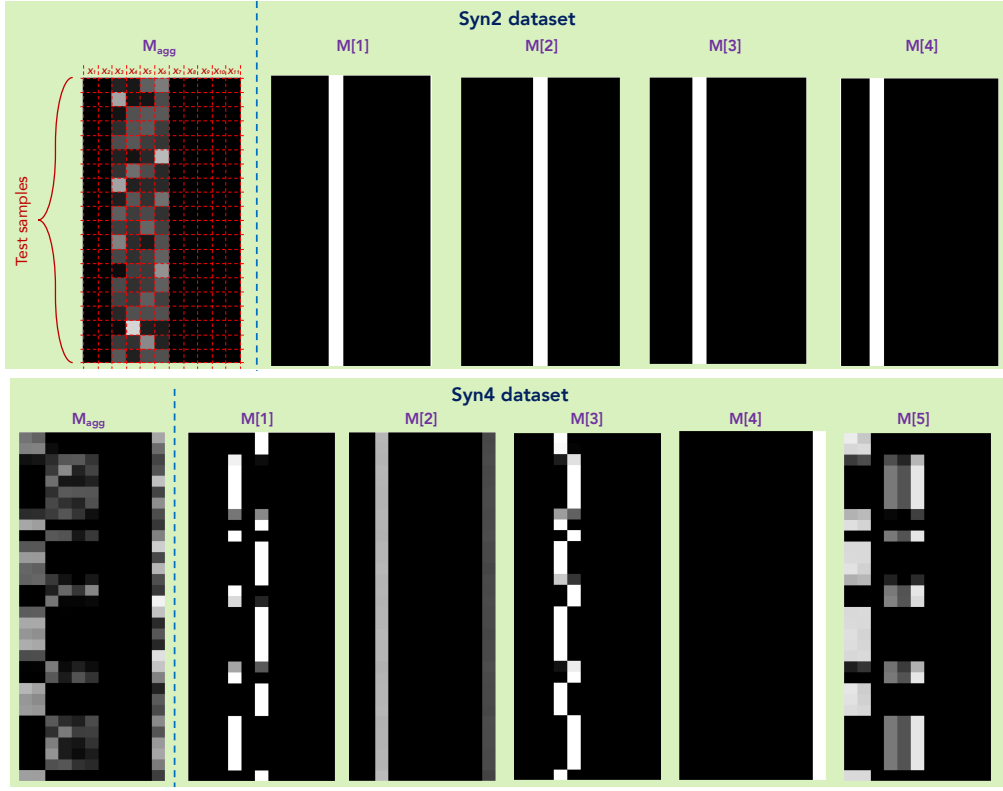 Syn2 dataset
Magg M[1] M[2] M[3] M[4]
X1 X2 X3 X4 X5 X6 X7 X8 X9 X10 X11
Test samples
Syn4 dataset
Magg M[1] M[2] M[3] M[4] M[5]